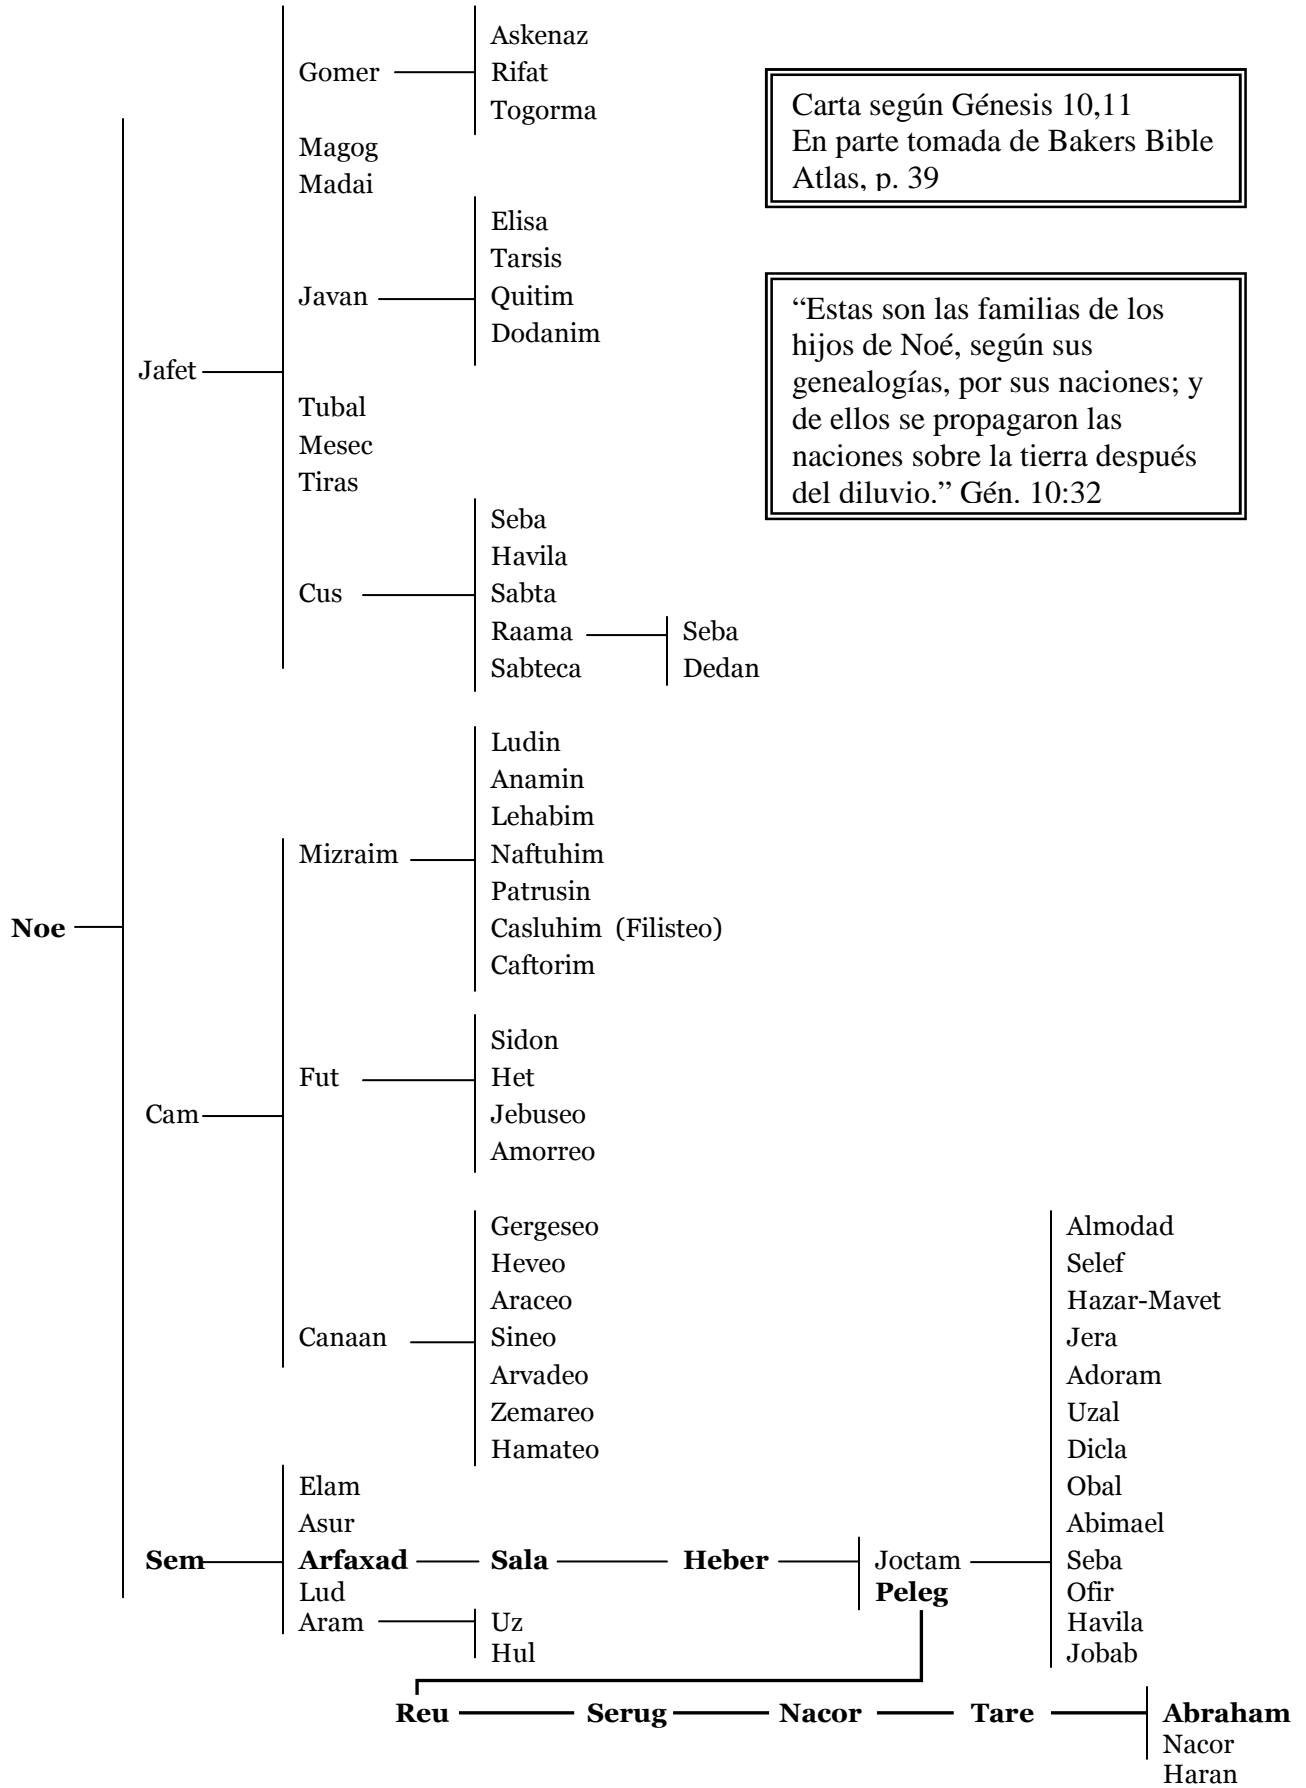 Askenaz
Gomer
Rifat
Togorma
Carta según Génesis 10,11
En parte tomada de Bakers Bible
Atlas, p. 39
Magog
Madai
Elisa
Tarsis
Javan
Quitim
Dodanim
“Estas son las familias de los
hijos de Noé, según sus
genealogías, por sus naciones; y
de ellos se propagaron las
naciones sobre la tierra después
del diluvio.” Gén. 10:32
Jafet
Tubal
Mesec
Tiras
Seba
Havila
Cus
Sabta
Raama
Seba
Sabteca
Dedan
Ludin
Anamin
Lehabim
Mizraim
Naftuhim
Patrusin
Noe
Casluhim (Filisteo)
Caftorim
Sidon
Fut
Het
Cam
Jebuseo
Amorreo
Gergeseo
Heveo
Araceo
Canaan
Sineo
Arvadeo
Zemareo
Hamateo
Almodad
Selef
Hazar-Mavet
Jera
Adoram
Uzal
Dicla
Obal
Abimael
Seba
Ofir
Havila
Jobab
Elam
Asur
Sem
Arfaxad
Sala
Heber
Joctam
Lud
Peleg
Aram
Uz
Hul
Reu
Serug
Nacor
Tare
Abraham
Nacor
Haran